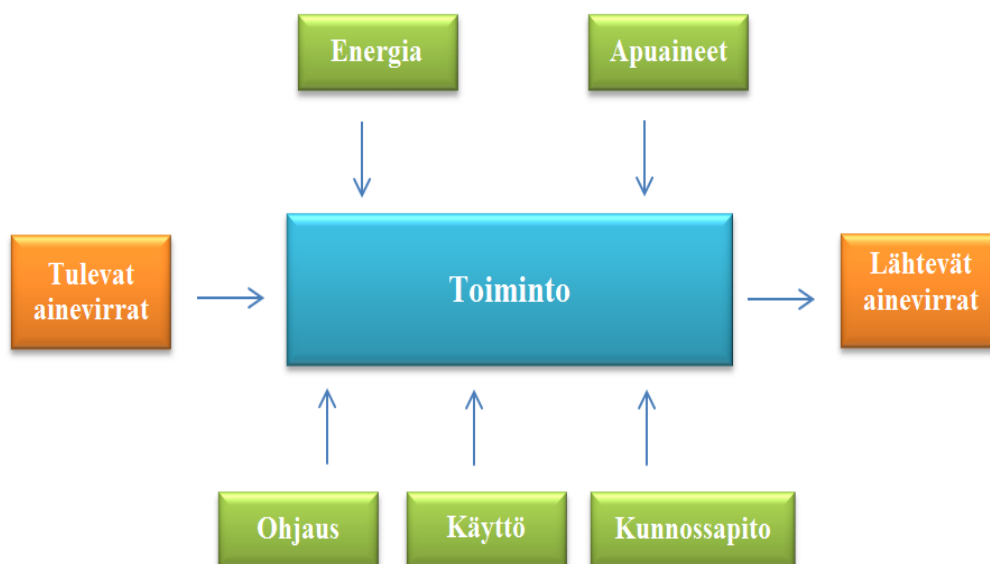 Energia
Apuaineet
Tulevat
ainevirrat
Toiminto
Lähtevät
ainevirrat
Ohjaus
Käyttö
Kunnossapito